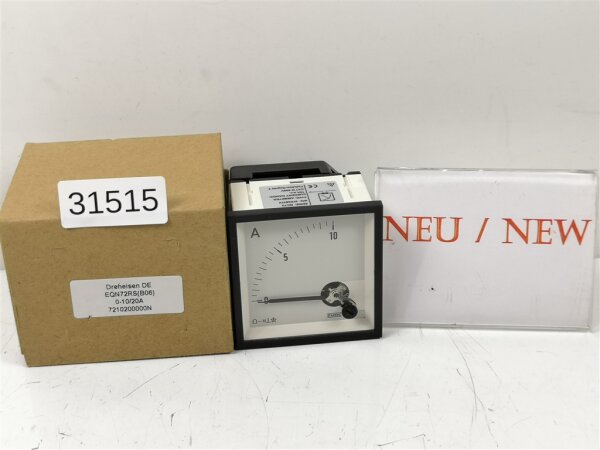 31515
Dreheisen DE
EQN72RS(B06)
0-10/20A
7210200000N
A
0
5
10
NEU / NEW